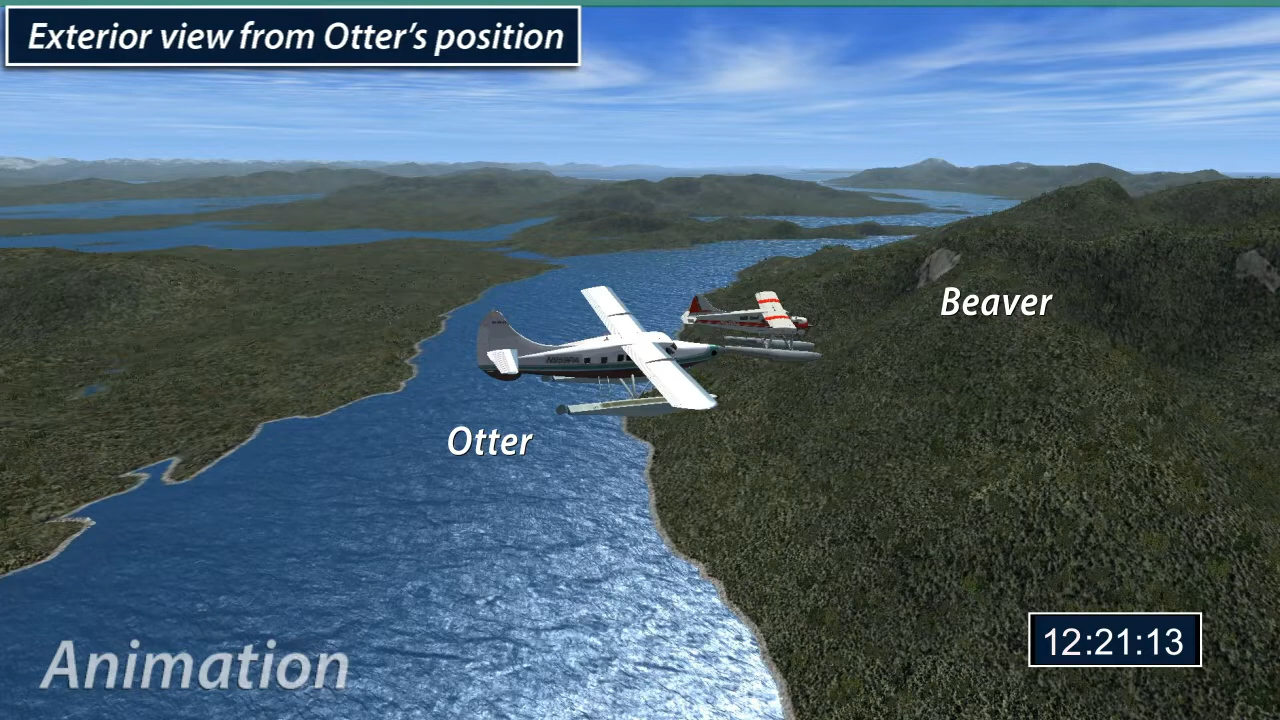 Exterior view from Otter's position
Beaver
Otter
Animation
12:21:13